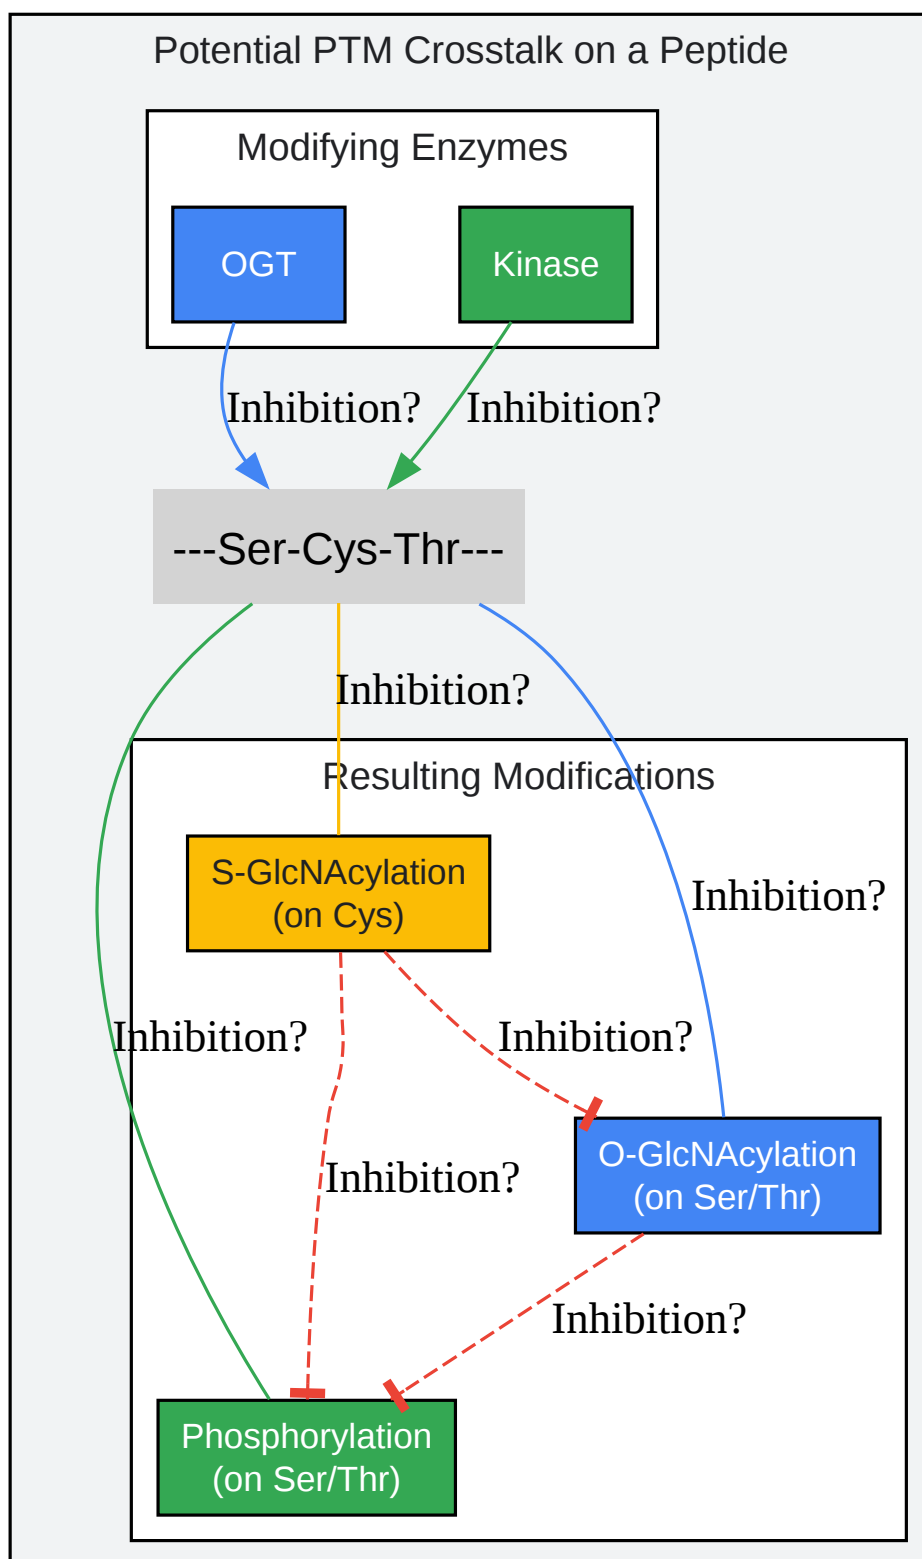 Potential PTM Crosstalk on a Peptide
Modifying Enzymes
OGT
Kinase
Inhibition?
Inhibition?
---Ser-Cys-Thr---
Inhibition?
Resulting Modifications
S-GlcNAcylation
(on Cys)
Inhibition?
Inhibition?
Inhibition?
O-GlcNAcylation
(on Ser/Thr)
Inhibition?
Inhibition?
Phosphorylation
(on Ser/Thr)